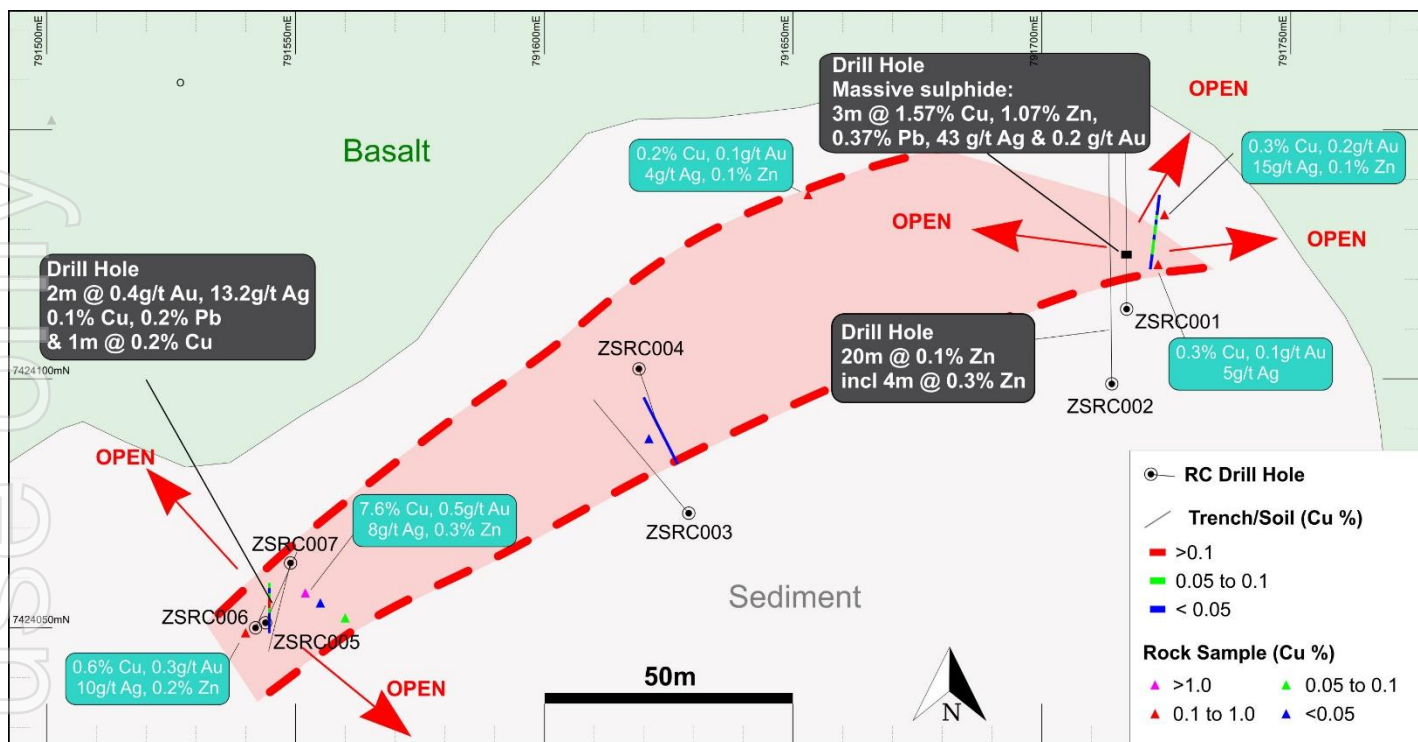 791500mE
791550mE
791600mE
791650mE
791700mE
791750mE
Drill Hole
Massive sulphide:
3m @ 1.57% Cu, 1.07% Zn,
0.37% Pb, 43 g/t Ag & 0.2 g/t Au
OPEN
Basalt
0.2% Cu, 0.1g/t Au
4g/t Ag, 0.1% Zn
0.3% Cu, 0.2g/t Au
15g/t Ag, 0.1% Zn
OPEN
OPEN
Drill Hole
2m @ 0.4g/t Au, 13.2g/t Ag
0.1% Cu, 0.2% Pb
& 1m @ 0.2% Cu
ZSRC001
Drill Hole
20m @ 0.1% Zn
incl 4m @ 0.3% Zn
0.3% Cu, 0.1g/t Au
5g/t Ag
ZSRC004
7424100mN
ZSRC002
OPEN
7.6% Cu, 0.5g/t Au
8g/t Ag, 0.3% Zn
ZSRC003
ZSRC007
Sediment
7424050mN
ZSRC006
ZSRC005
0.6% Cu, 0.3g/t Au
10g/t Ag, 0.2% Zn
OPEN
50m
N
RC Drill Hole
Trench/Soil (Cu %)
>0.1
0.05 to 0.1
< 0.05
Rock Sample (Cu %)
>1.0
0.05 to 0.1
0.1 to 1.0
<0.05
use only